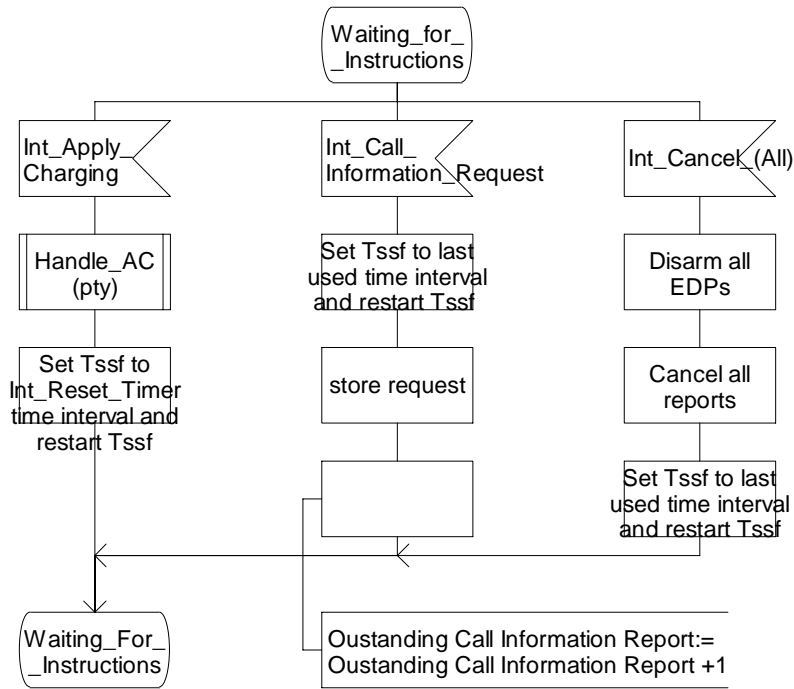 Waiting_for_
_Instructions
Int_Apply_
Charging
Int_Call_
Information_Request
Int_Cancel_(All)
Handle_AC
(pty)
Set Tssf to last
used time interval
and restart Tssf
Disarm all
EDPs
Set Tssf to
Int_Reset_Timer
time interval and
restart Tssf
store request
Cancel all
reports
Set Tssf to last
used time interval
and restart Tssf
Waiting_For_
_Instructions
Oustanding Call Information Report:=
Oustanding Call Information Report +1